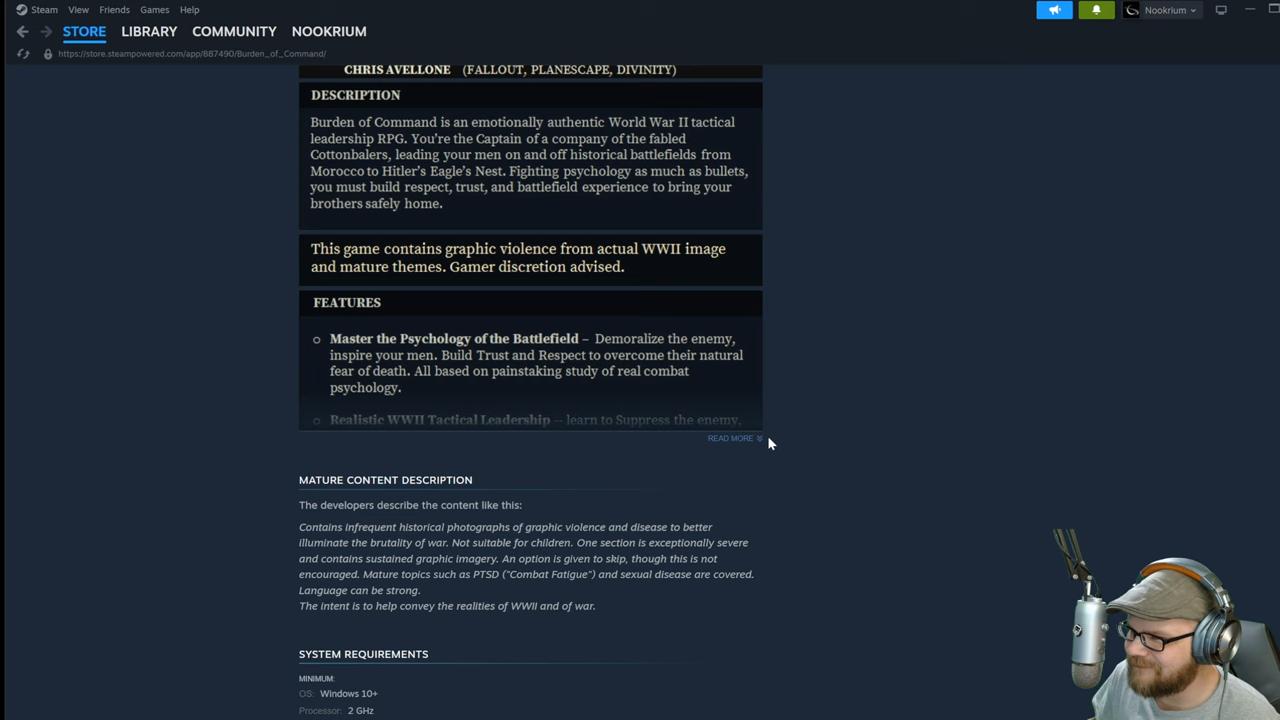 Steam View Friends Games Help
Nookrium
STORE LIBRARY COMMUNITY NOOKRIUM
https://store.steampowered.com/app/887490/Burden_of_Command/
CHRIS AVELLONE (FALLOUT, PLANESCAPE, DIVINITY)
DESCRIPTION
Burden of Command is an emotionally authentic World War II tactical
leadership RPG. You're the Captain of a company of the fabled
Cottonbalers, leading your men on and off historical battlefields from
Morocco to Hitler's Eagle's Nest. Fighting psychology as much as bullets,
you must build respect, trust, and battlefield experience to bring your
brothers safely home.
This game contains graphic violence from actual WWII image
and mature themes. Gamer discretion advised.
FEATURES
Master the Psychology of the Battlefield – Demoralize the enemy,
inspire your men. Build Trust and Respect to overcome their natural
fear of death. All based on painstaking study of real combat
psychology.
Realistic WWII Tactical Leadership -- learn to Suppress the enemy,
READ MORE
MATURE CONTENT DESCRIPTION
The developers describe the content like this:
Contains infrequent historical photographs of graphic violence and disease to better
illuminate the brutality of war. Not suitable for children. One section is exceptionally severe
and contains sustained graphic imagery. An option is given to skip, though this is not
encouraged. Mature topics such as PTSD ("Combat Fatigue") and sexual disease are covered.
Language can be strong.
The intent is to help convey the realities of WWII and of war.
SYSTEM REQUIREMENTS
MINIMUM:
OS: Windows 10+
Processor: 2 GHz